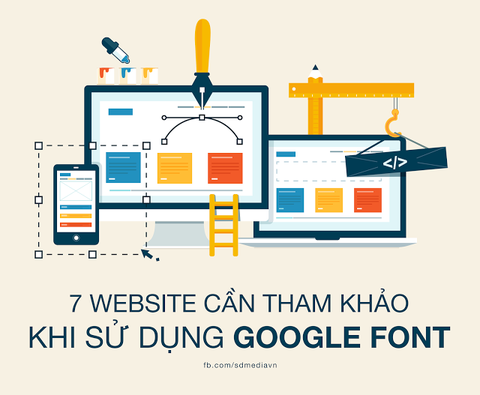 </>
7 WEBSITE CẦN THAM KHẢO
KHI SỬ DỤNG GOOGLE FONT
fb.com/sdmediavn